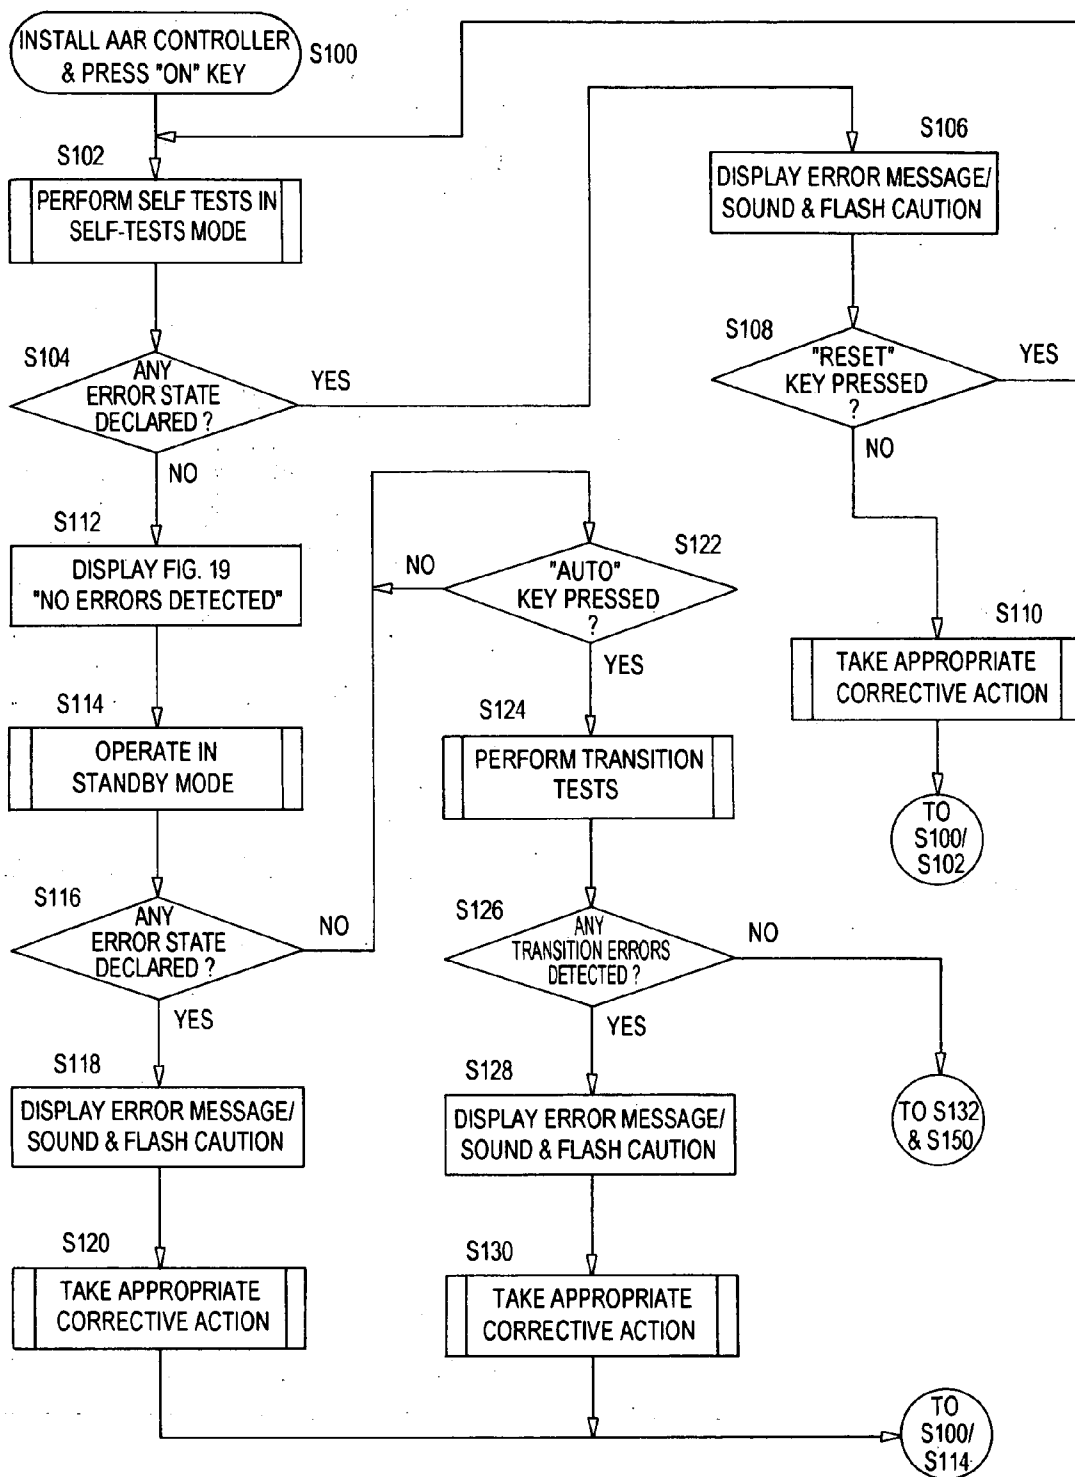 INSTALL AAR CONTROLLER
& PRESS "ON" KEY
S100
S102
PERFORM SELF TESTS IN
SELF-TESTS MODE
S104
ANY
ERROR STATE
DECLARED ?
YES
NO
S106
DISPLAY ERROR MESSAGE/
SOUND & FLASH CAUTION
S108
"RESET"
KEY PRESSED
?
YES
NO
S110
TAKE APPROPRIATE
CORRECTIVE ACTION
TO
S100/
S102
S112
DISPLAY FIG. 19
"NO ERRORS DETECTED"
S114
OPERATE IN
STANDBY MODE
S116
ANY
ERROR STATE
DECLARED ?
NO
YES
S118
DISPLAY ERROR MESSAGE/
SOUND & FLASH CAUTION
S120
TAKE APPROPRIATE
CORRECTIVE ACTION
S122
"AUTO"
KEY PRESSED
?
NO
YES
S124
PERFORM TRANSITION
TESTS
S126
ANY
TRANSITION ERRORS
DETECTED ?
NO
YES
TO S132
& S150
S128
DISPLAY ERROR MESSAGE/
SOUND & FLASH CAUTION
S130
TAKE APPROPRIATE
CORRECTIVE ACTION
TO
S100/
S114